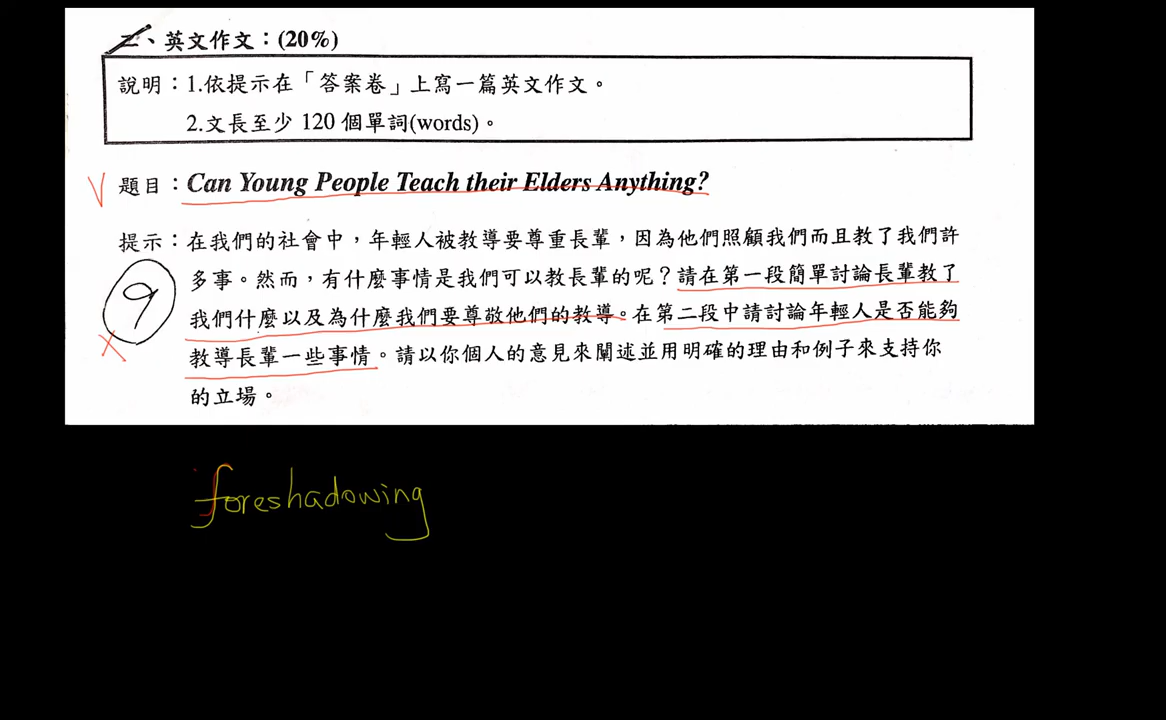 二、英文作文：(20%)
說明：1.依提示在「答案卷」上寫一篇英文作文。
2.文長至少 120 個單詞(words)。
V 題目：Can Young People Teach their Elders Anything?
提示：在我們的社會中，年輕人被教導要尊重長輩，因為他們照顧我們而且教了我們許
多事。然而，有什麼事情是我們可以教長輩的呢？請在第一段簡單討論長輩教了
9 我們什麼以及為什麼我們要尊敬他們的教導。在第二段中請討論年輕人是否能夠
X 教導長輩一些事情。請以你個人的意見來闡述並用明確的理由和例子來支持你
的立場。
foreshadowing